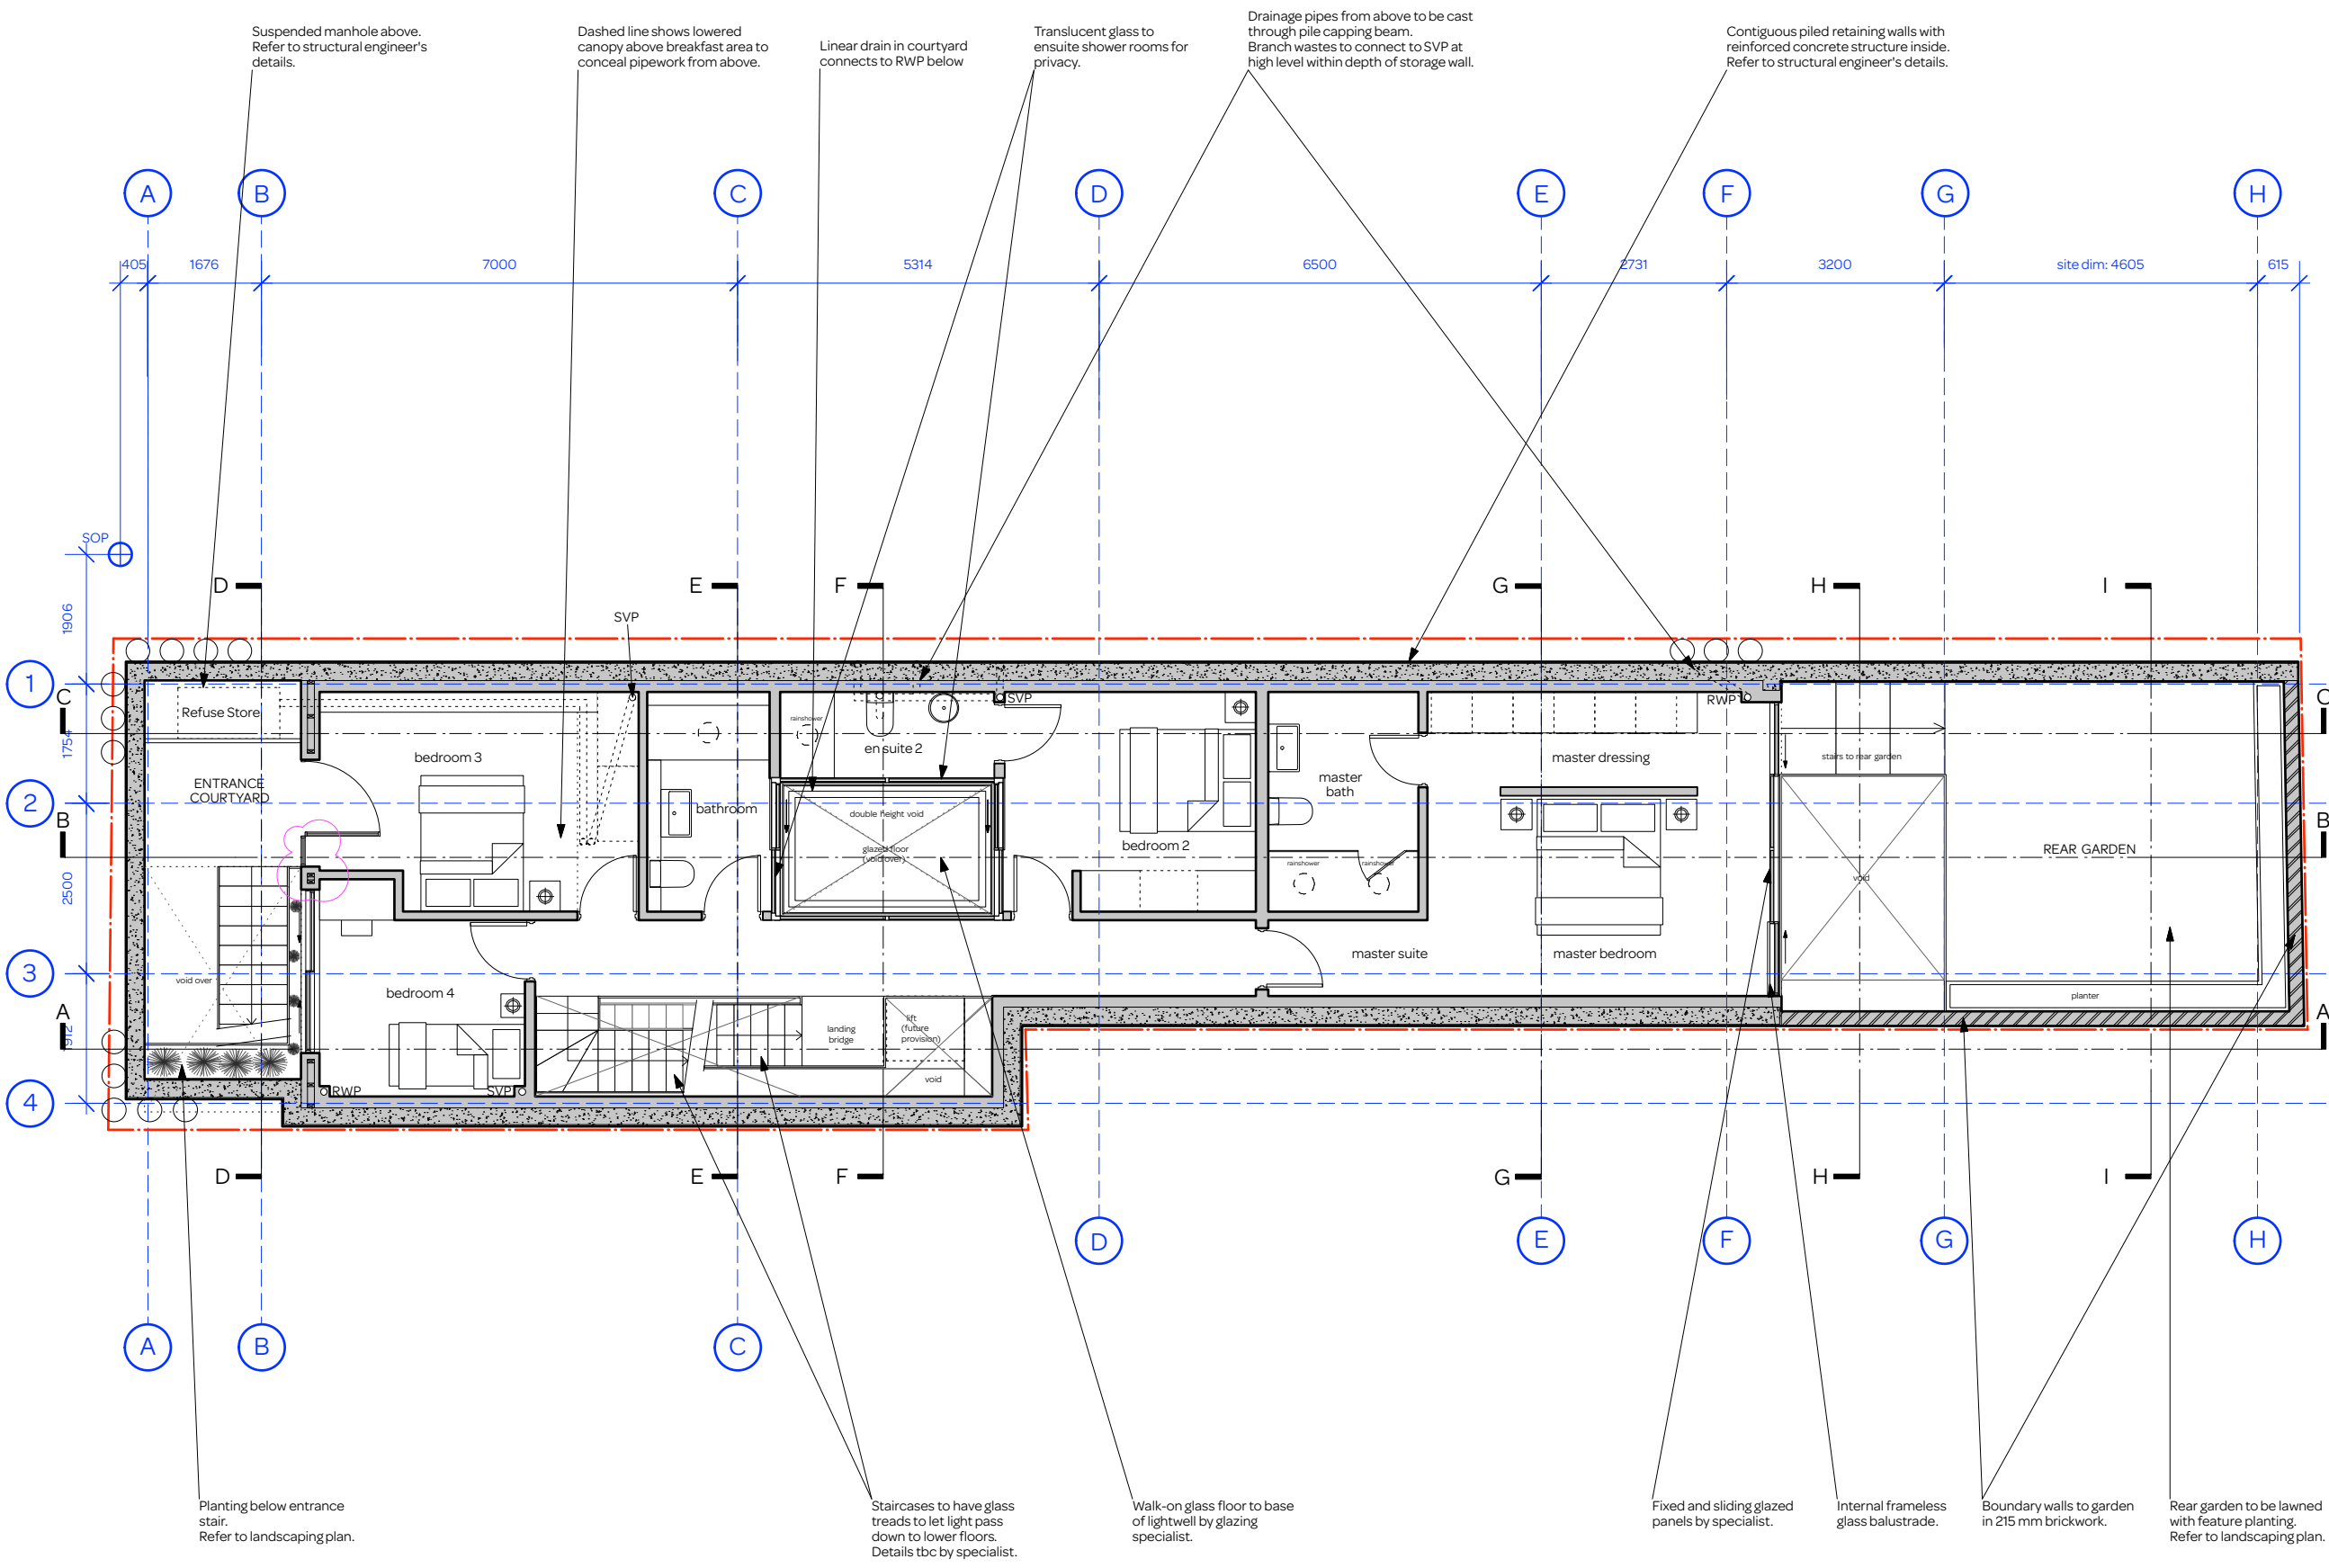 Suspended manhole above.
Refer to structural engineer's
details.
Dashed line shows lowered
canopy above breakfast area to
conceal pipework from above.
Linear drain in courtyard
connects to RWP below
Translucent glass to
ensuite shower rooms for
privacy.
Drainage pipes from above to be cast
through pile capping beam.
Branch wastes to connect to SVP at
high level within depth of storage wall.
Contiguous piled retaining walls with
reinforced concrete structure inside.
Refer to structural engineer's details.
A B C D E F G H
405 1676 7000 5314 6500 2731 3200 site dim: 4605 615
SOP
D E F G H I
1906
SVP
1
C C
Refuse Store
SVP
RWP
rainshower
en suite 2
1754
bedroom 3
master dressing
stairs to rear garden
ENTRANCE
COURTYARD
master
bath
2
bathroom
double height void
B B
bedroom 2
glazed floor
(void over)
REAR GARDEN
rainshower rainshower
void
2500
3
void over
master suite
master bedroom
bedroom 4
planter
A A
lift
(future
provision)
landing
bridge
1912
void
RWP
SVP
4
D E F G H I
D E F G H
A B C
Planting below entrance
stair.
Refer to landscaping plan.
Staircases to have glass
treads to let light pass
down to lower floors.
Details tbc by specialist.
Walk-on glass floor to base
of lightwell by glazing
specialist.
Fixed and sliding glazed
panels by specialist.
Internal frameless
glass balustrade.
Boundary walls to garden
in 215 mm brickwork.
Rear garden to be lawned
with feature planting.
Refer to landscaping plan.